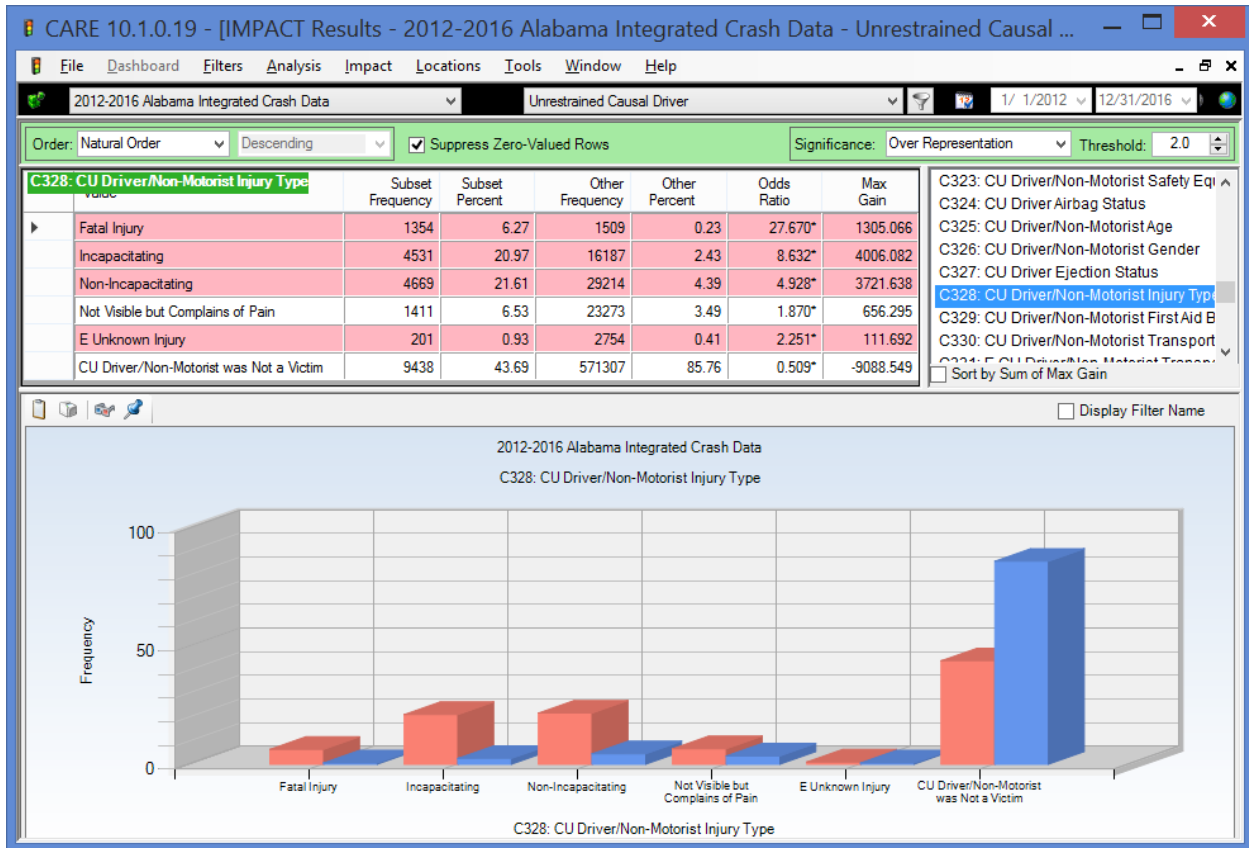 CARE 10.1.0.19 - [IMPACT Results - 2012-2016 Alabama Integrated Crash Data - Unrestrained Causal ...
File Dashboard Filters Analysis Impact Locations Tools Window Help
2012-2016 Alabama Integrated Crash Data Unrestrained Causal Driver 1/ 1/2012 12/31/2016
Order: Natural Order Descending Suppress Zero-Valued Rows Significance: Over Representation Threshold: 2.0
C328: CU Driver/Non-Motorist Injury Type
Subset Frequency Subset Percent Other Frequency Other Percent Odds Ratio Max Gain
Fatal Injury 1354 6.27 1509 0.23 27.670* 1305.066
Incapacitating 4531 20.97 16187 2.43 8.632* 4006.082
Non-Incapacitating 4669 21.61 29214 4.39 4.928* 3721.638
Not Visible but Complains of Pain 1411 6.53 23273 3.49 1.870* 656.295
E Unknown Injury 201 0.93 2754 0.41 2.251* 111.692
CU Driver/Non-Motorist was Not a Victim 9438 43.69 571307 85.76 0.509* -9088.549
C323: CU Driver/Non-Motorist Safety Equ
C324: CU Driver Airbag Status
C325: CU Driver/Non-Motorist Age
C326: CU Driver/Non-Motorist Gender
C327: CU Driver Ejection Status
C328: CU Driver/Non-Motorist Injury Type
C329: CU Driver/Non-Motorist First Aid B
C330: CU Driver/Non-Motorist Transport
Sort by Sum of Max Gain
Display Filter Name
2012-2016 Alabama Integrated Crash Data
C328: CU Driver/Non-Motorist Injury Type
100
50
0
Frequency
Fatal Injury
Incapacitating
Non-Incapacitating
Not Visible but
Complains of Pain
E Unknown Injury
CU Driver/Non-Motorist
was Not a Victim
C328: CU Driver/Non-Motorist Injury Type